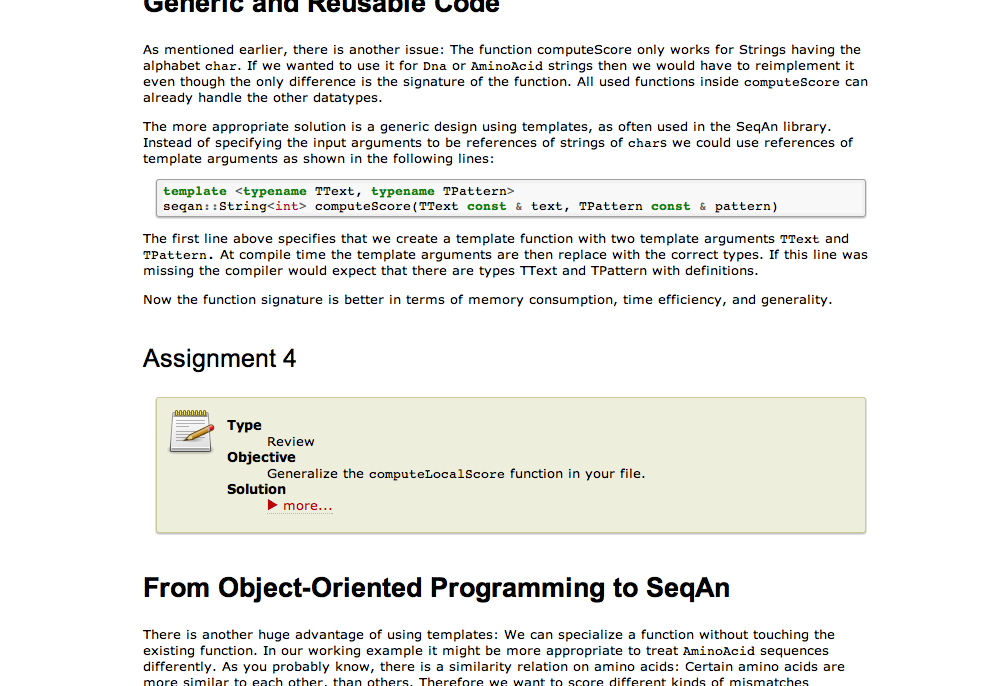 Generic and Reusable Code
As mentioned earlier, there is another issue: The function computeScore only works for Strings having the
alphabet char. If we wanted to use it for Dna or AminoAcid strings then we would have to reimplement it
even though the only difference is the signature of the function. All used functions inside computeScore can
already handle the other datatypes.
The more appropriate solution is a generic design using templates, as often used in the SeqAn library.
Instead of specifying the input arguments to be references of strings of chars we could use references of
template arguments as shown in the following lines:
template <typename TText, typename TPattern>
seqan::String<int> computeScore(TText const & text, TPattern const & pattern)
The first line above specifies that we create a template function with two template arguments TText and
TPattern. At compile time the template arguments are then replace with the correct types. If this line was
missing the compiler would expect that there are types TText and TPattern with definitions.
Now the function signature is better in terms of memory consumption, time efficiency, and generality.
Assignment 4
Type
Review
Objective
Generalize the computeLocalScore function in your file.
Solution
▶ more...
From Object-Oriented Programming to SeqAn
There is another huge advantage of using templates: We can specialize a function without touching the
existing function. In our working example it might be more appropriate to treat AminoAcid sequences
differently. As you probably know, there is a similarity relation on amino acids: Certain amino acids are
more similar to each other, than others. Therefore we want to score different kinds of mismatches